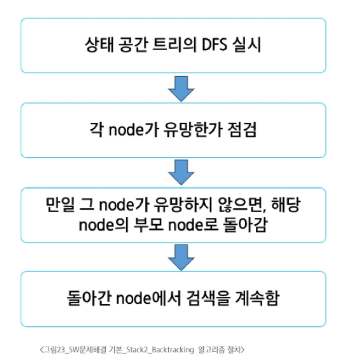 상태 공간 트리의 DFS 실시
각 node가 유망한가 점검
만일 그 node가 유망하지 않으면, 해당
node의 부모 node로 돌아감
돌아간 node에서 검색을 계속함
<그림23_SW문제해결 기본_Stack2_Backtracking 알고리즘 절차>